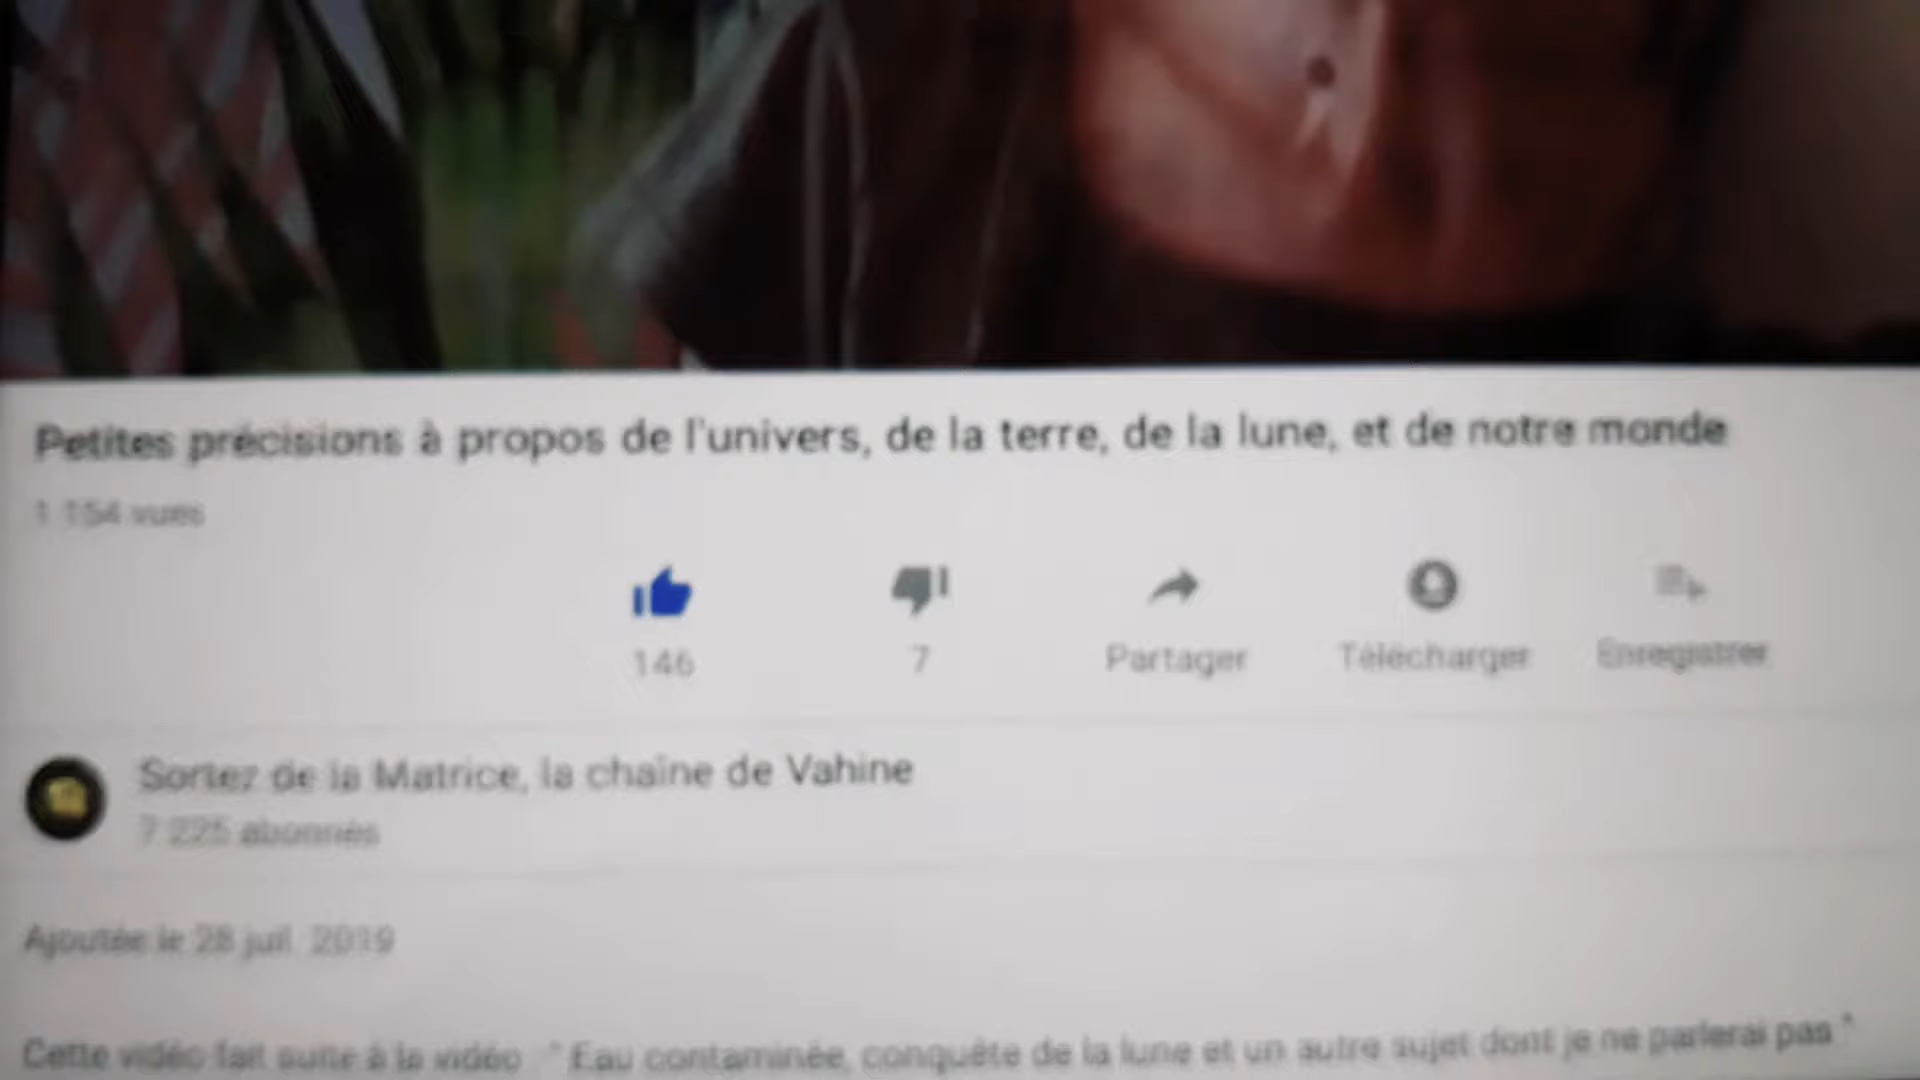 Petites précisions à propos de l'univers, de la terre, de la lune, et de notre monde
1 154 vues
146
7
Partager
Télécharger
Enregistrer
Sortez de la Matrice, la chaîne de Vahine
7 225 abonnés
Ajoutée le 28 juil. 2019
Cette vidéo fait suite à la vidéo " Eau contaminée, conquête de la lune et un autre sujet dont je ne parlerai pas "